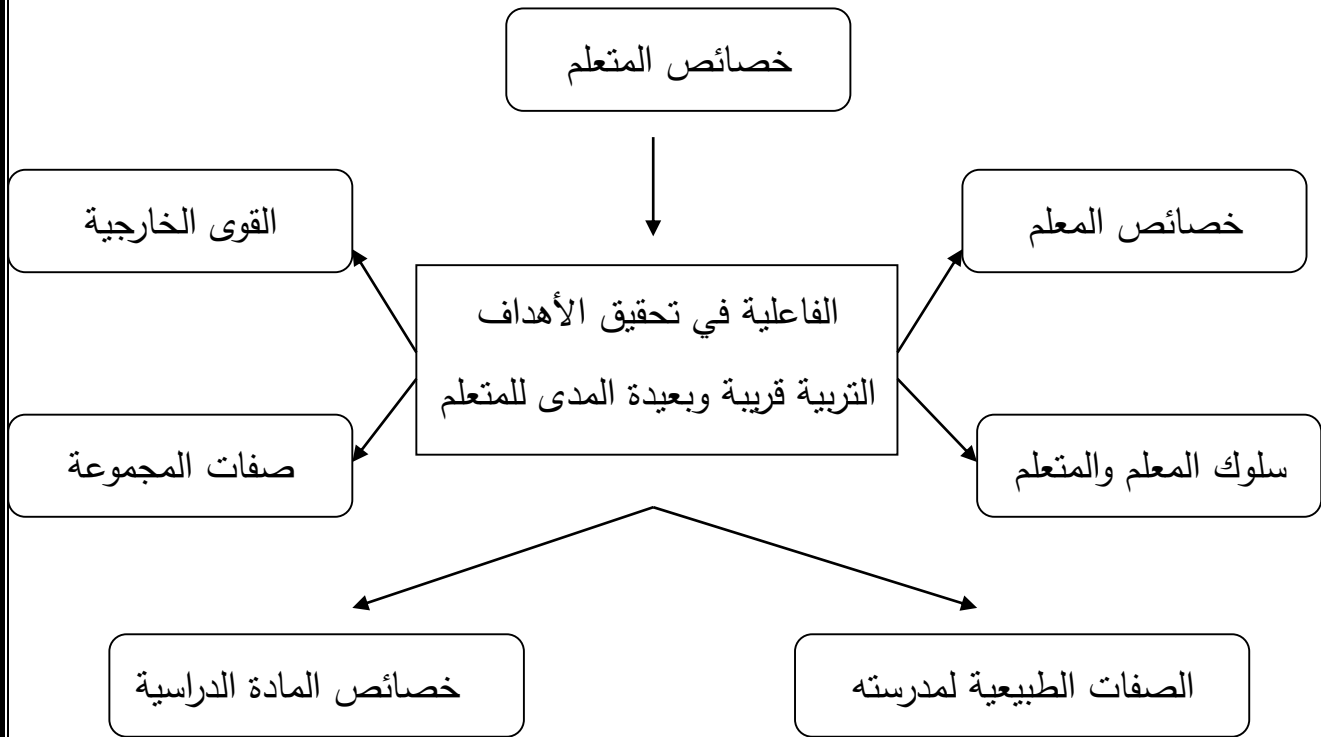 خصائص المتعلم
خصائص المعلم
القوى الخارجية
الفاعلية في تحقيق الأهداف
التربية قريبة وبعيدة المدى للمتعلم
سلوك المعلم والمتعلم
صفات المجموعة
الصفات الطبيعية لمدرسته
خصائص المادة الدراسية